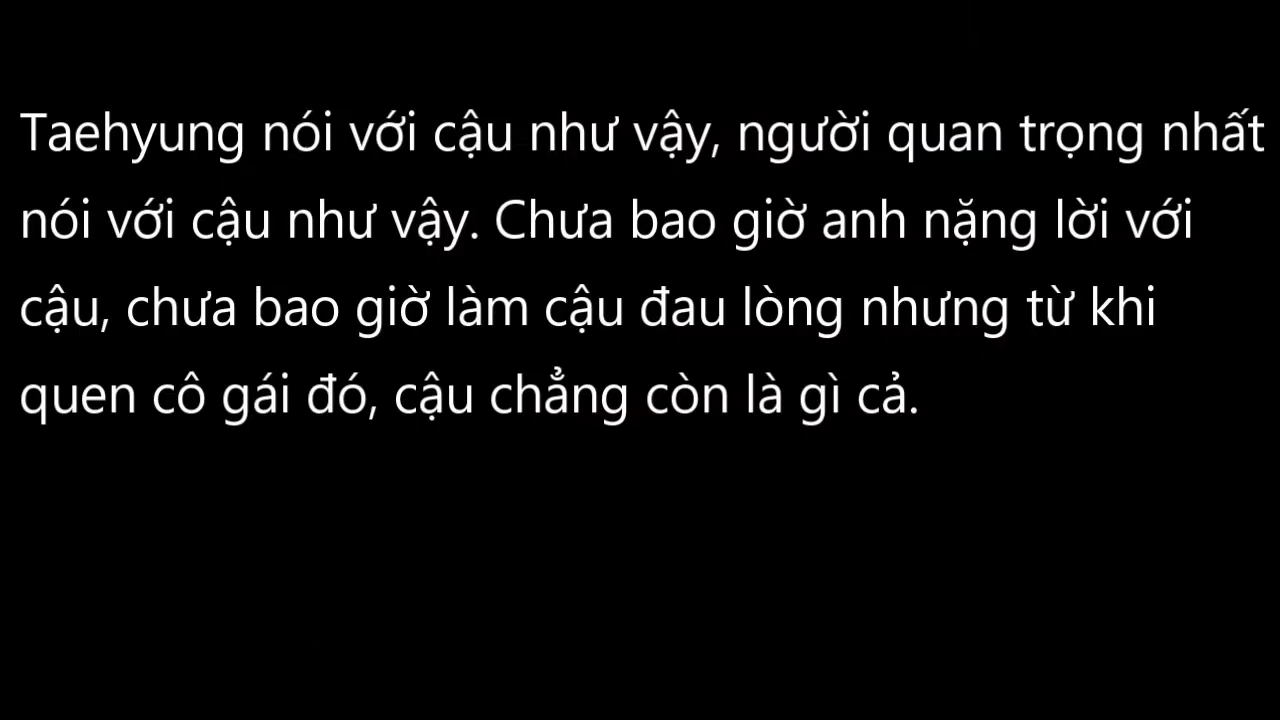 Taehyung nói với cậu như vậy, người quan trọng nhất
nói với cậu như vậy. Chưa bao giờ anh nặng lời với
cậu, chưa bao giờ làm cậu đau lòng nhưng từ khi
quen cô gái đó, cậu chẳng còn là gì cả.